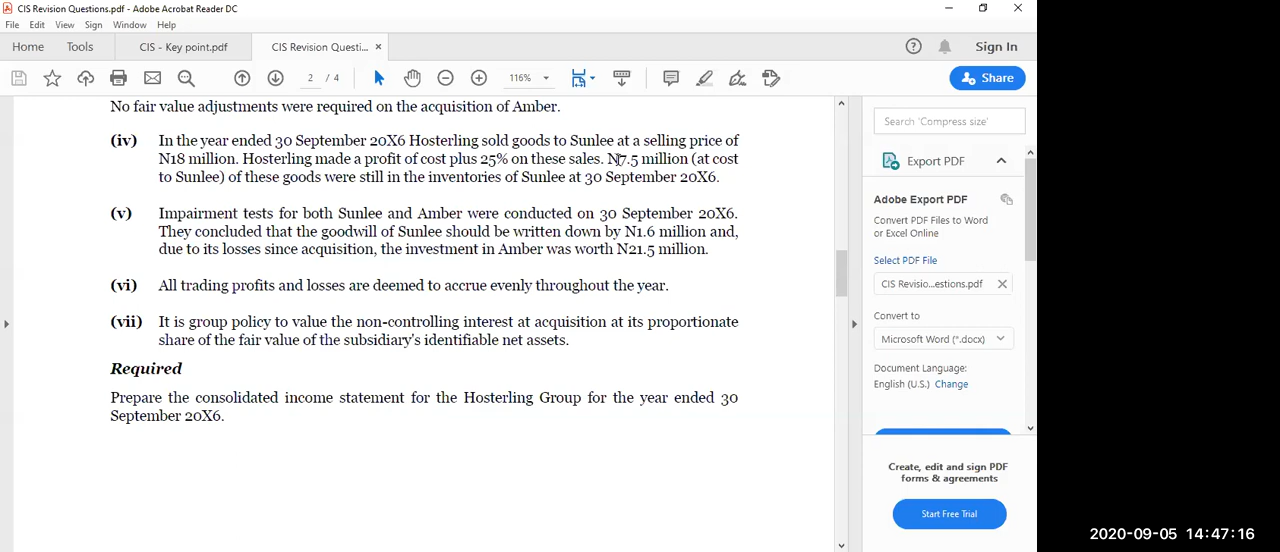 CIS Revision Questions.pdf - Adobe Acrobat Reader DC
File Edit View Sign Window Help
Home Tools CIS - Key point.pdf CIS Revision Questi... × Sign In
2 / 4 116% Share
No fair value adjustments were required on the acquisition of Amber.
(iv) In the year ended 30 September 20X6 Hosterling sold goods to Sunlee at a selling price of
N18 million. Hosterling made a profit of cost plus 25% on these sales. N7.5 million (at cost
to Sunlee) of these goods were still in the inventories of Sunlee at 30 September 20X6.
(v) Impairment tests for both Sunlee and Amber were conducted on 30 September 20X6.
They concluded that the goodwill of Sunlee should be written down by N1.6 million and,
due to its losses since acquisition, the investment in Amber was worth N21.5 million.
(vi) All trading profits and losses are deemed to accrue evenly throughout the year.
(vii) It is group policy to value the non-controlling interest at acquisition at its proportionate
share of the fair value of the subsidiary's identifiable net assets.
Required
Prepare the consolidated income statement for the Hosterling Group for the year ended 30
September 20X6.
Search 'Compress size'
Export PDF
Adobe Export PDF
Convert PDF Files to Word
or Excel Online
Select PDF File
CIS Revisio...estions.pdf
Convert to
Microsoft Word (*.docx)
Document Language:
English (U.S.) Change
Create, edit and sign PDF
forms & agreements
Start Free Trial
2020-09-05 14:47:16